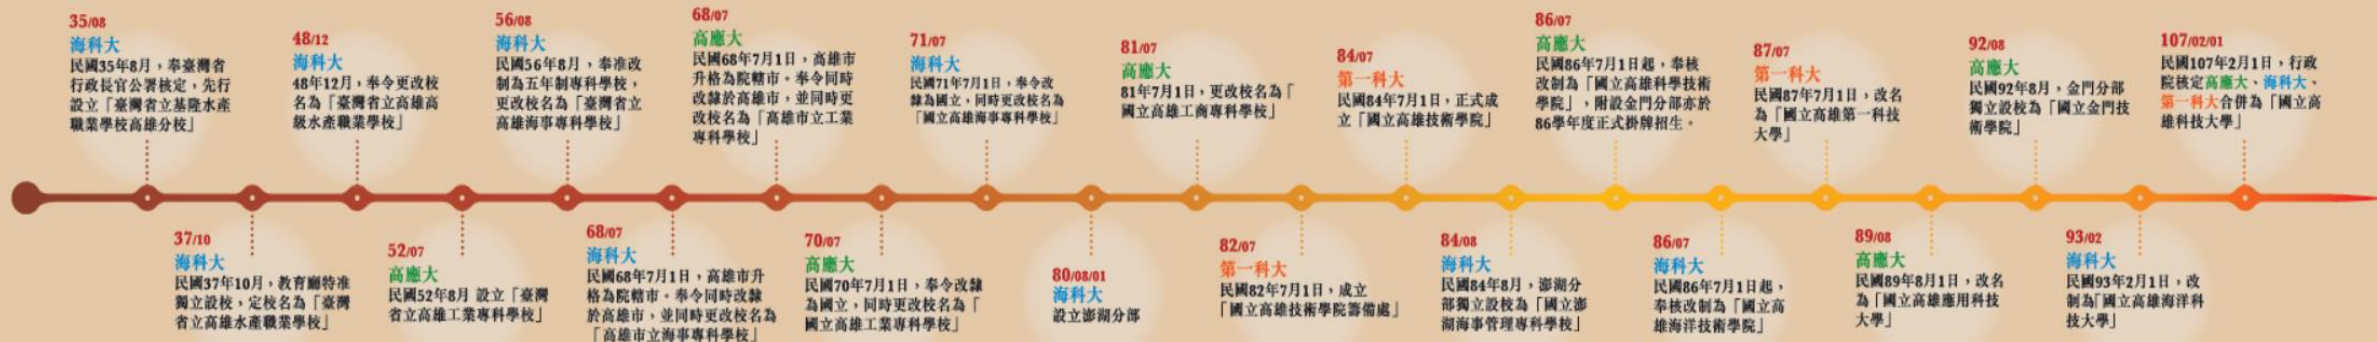 35/08
海科大
民國35年8月，奉臺灣省
行政長官公署核定，先行
設立「臺灣省立基隆水產
職業學校高雄分校」
37/10
海科大
民國37年10月，教育廳特准
獨立設校，定校名為「臺灣
省立高雄水產職業學校」
48/12
海科大
48年12月，奉令更改校
名為「臺灣省立高雄高
級水產職業學校」
52/07
高應大
民國52年8月 設立「臺灣
省立高雄工業專科學校」
56/08
海科大
民國56年8月，奉准改
制為五年制專科學校，
更改校名為「臺灣省立
高雄海事專科學校」
68/07
海科大
民國68年7月1日，高雄市升
格為院轄市。奉令同時改隸
於高雄市，並同時更改校名為
「高雄市立海事專科學校」
68/07
高應大
民國68年7月1日，高雄市
升格為院轄市。奉令同時
改隸於高雄市，並同時更
改校名為「高雄市立工業
專科學校」
70/07
高應大
民國70年7月1日，奉令改隸
為國立，同時更改校名為「
國立高雄工業專科學校」
71/07
海科大
民國71年7月1日，奉令改
隸為國立，同時更改校名為
「國立高雄海事專科學校」
80/08/01
海科大
設立澎湖分部
81/07
高應大
81年7月1日，更改校名為「
國立高雄工商專科學校」
82/07
第一科大
民國82年7月1日，成立
「國立高雄技術學院籌備處」
84/07
第一科大
民國84年7月1日，正式成
立「國立高雄技術學院」
84/08
海科大
民國84年8月，澎湖分
部獨立設校為「國立澎
湖海事管理專科學校」
86/07
高應大
民國86年7月1日起，奉核
改制為「國立高雄科學技術
學院」，附設金門分部亦於
86學年度正式掛牌招生。
86/07
海科大
民國86年7月1日起，
奉核改制為「國立高
雄海洋技術學院」
87/07
第一科大
民國87年7月1日，改名
為「國立高雄第一科技
大學」
89/08
高應大
民國89年8月1日，改名
為「國立高雄應用科技
大學」
92/08
高應大
民國92年8月，金門分部
獨立設校為「國立金門技
術學院」
93/02
海科大
民國93年2月1日，改
制為「國立高雄海洋科
技大學」
107/02/01
民國107年2月1日，行政
院核定高應大、海科大、
第一科大合併為「國立高
雄科技大學」